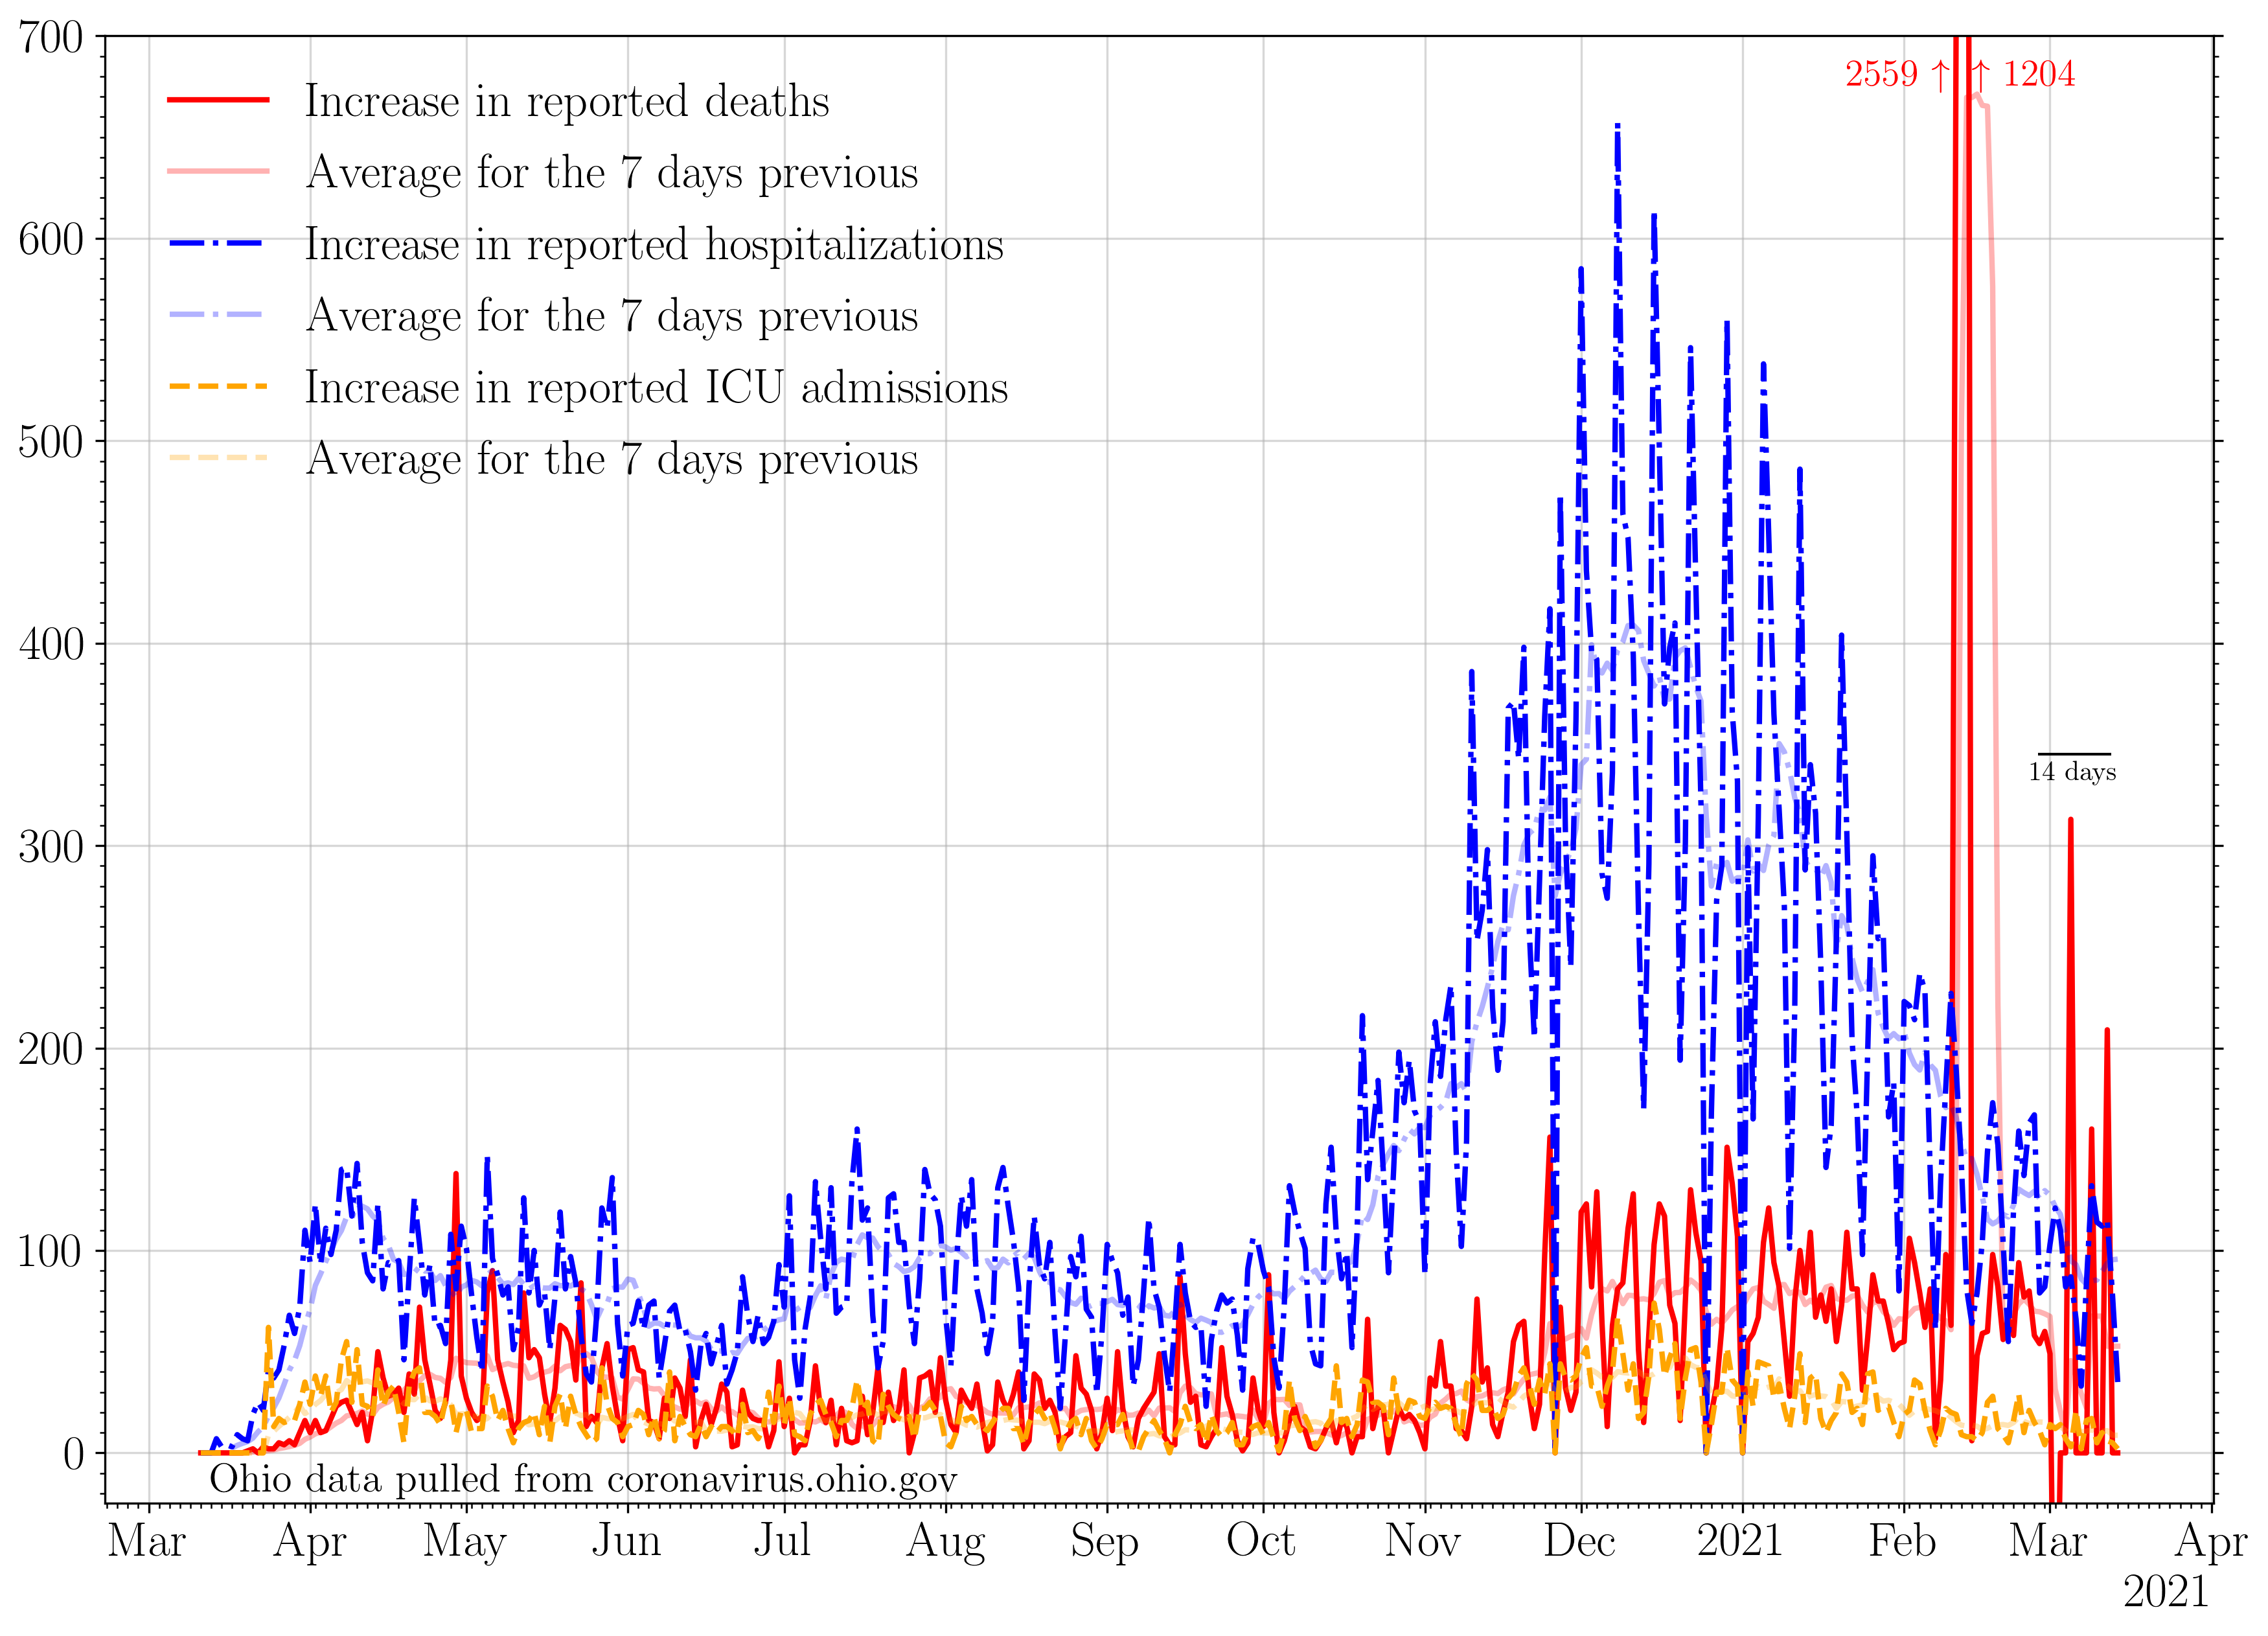 700
600
500
400
300
200
100
0
Increase in reported deaths
Average for the 7 days previous
Increase in reported hospitalizations
Average for the 7 days previous
Increase in reported ICU admissions
Average for the 7 days previous
2559 ↑ ↑ 1204
14 days
Ohio data pulled from coronavirus.ohio.gov
Mar Apr May Jun Jul Aug Sep Oct Nov Dec 2021 Feb Mar Apr
2021